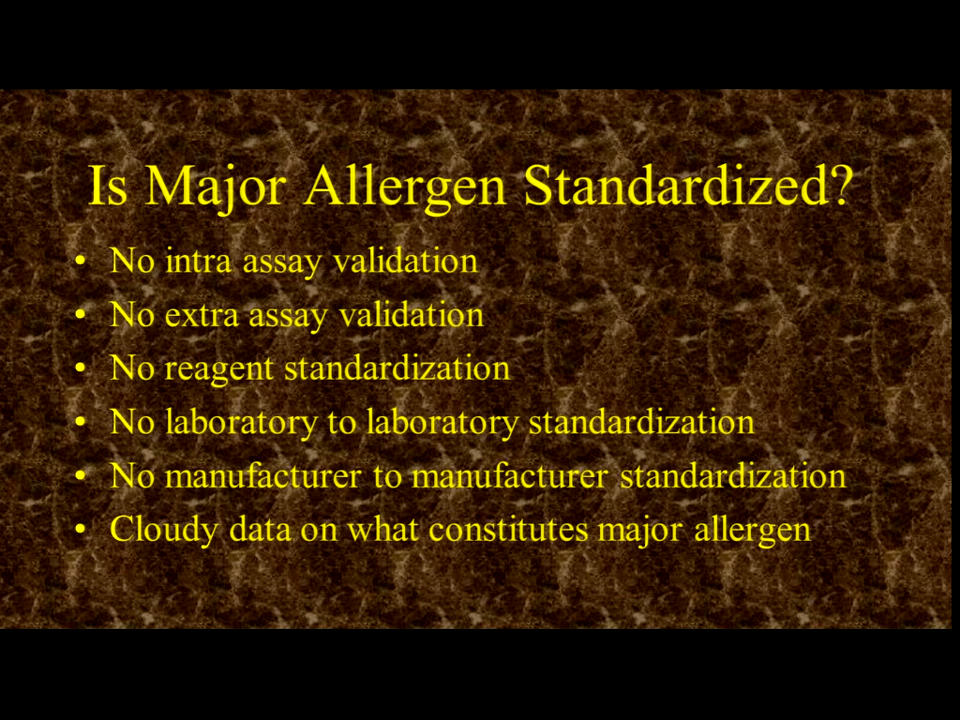 Is Major Allergen Standardized?
• No intra assay validation
• No extra assay validation
• No reagent standardization
• No laboratory to laboratory standardization
• No manufacturer to manufacturer standardization
• Cloudy data on what constitutes major allergen